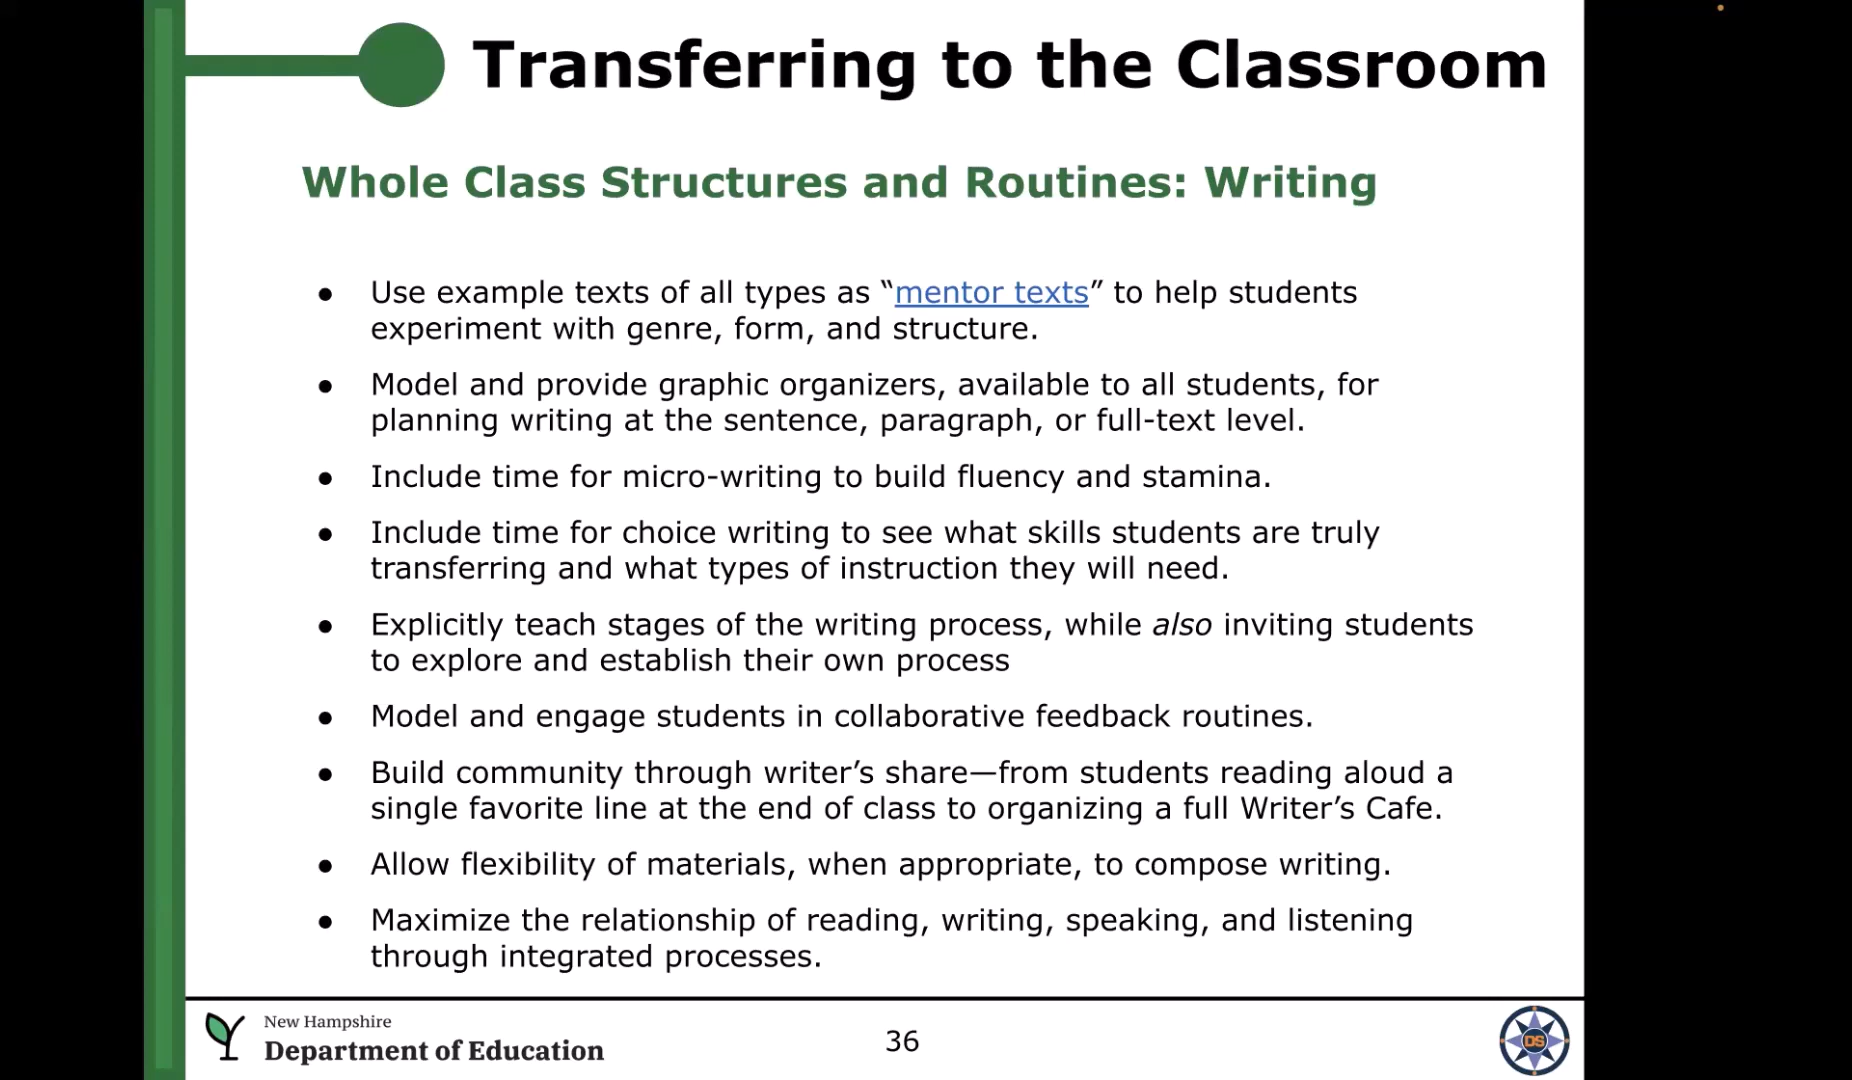 Transferring to the Classroom
Whole Class Structures and Routines: Writing
● Use example texts of all types as “mentor texts” to help students
experiment with genre, form, and structure.
● Model and provide graphic organizers, available to all students, for
planning writing at the sentence, paragraph, or full-text level.
● Include time for micro-writing to build fluency and stamina.
● Include time for choice writing to see what skills students are truly
transferring and what types of instruction they will need.
● Explicitly teach stages of the writing process, while also inviting students
to explore and establish their own process
● Model and engage students in collaborative feedback routines.
● Build community through writer’s share—from students reading aloud a
single favorite line at the end of class to organizing a full Writer’s Cafe.
● Allow flexibility of materials, when appropriate, to compose writing.
● Maximize the relationship of reading, writing, speaking, and listening
through integrated processes.
New Hampshire
Department of Education
36
DS